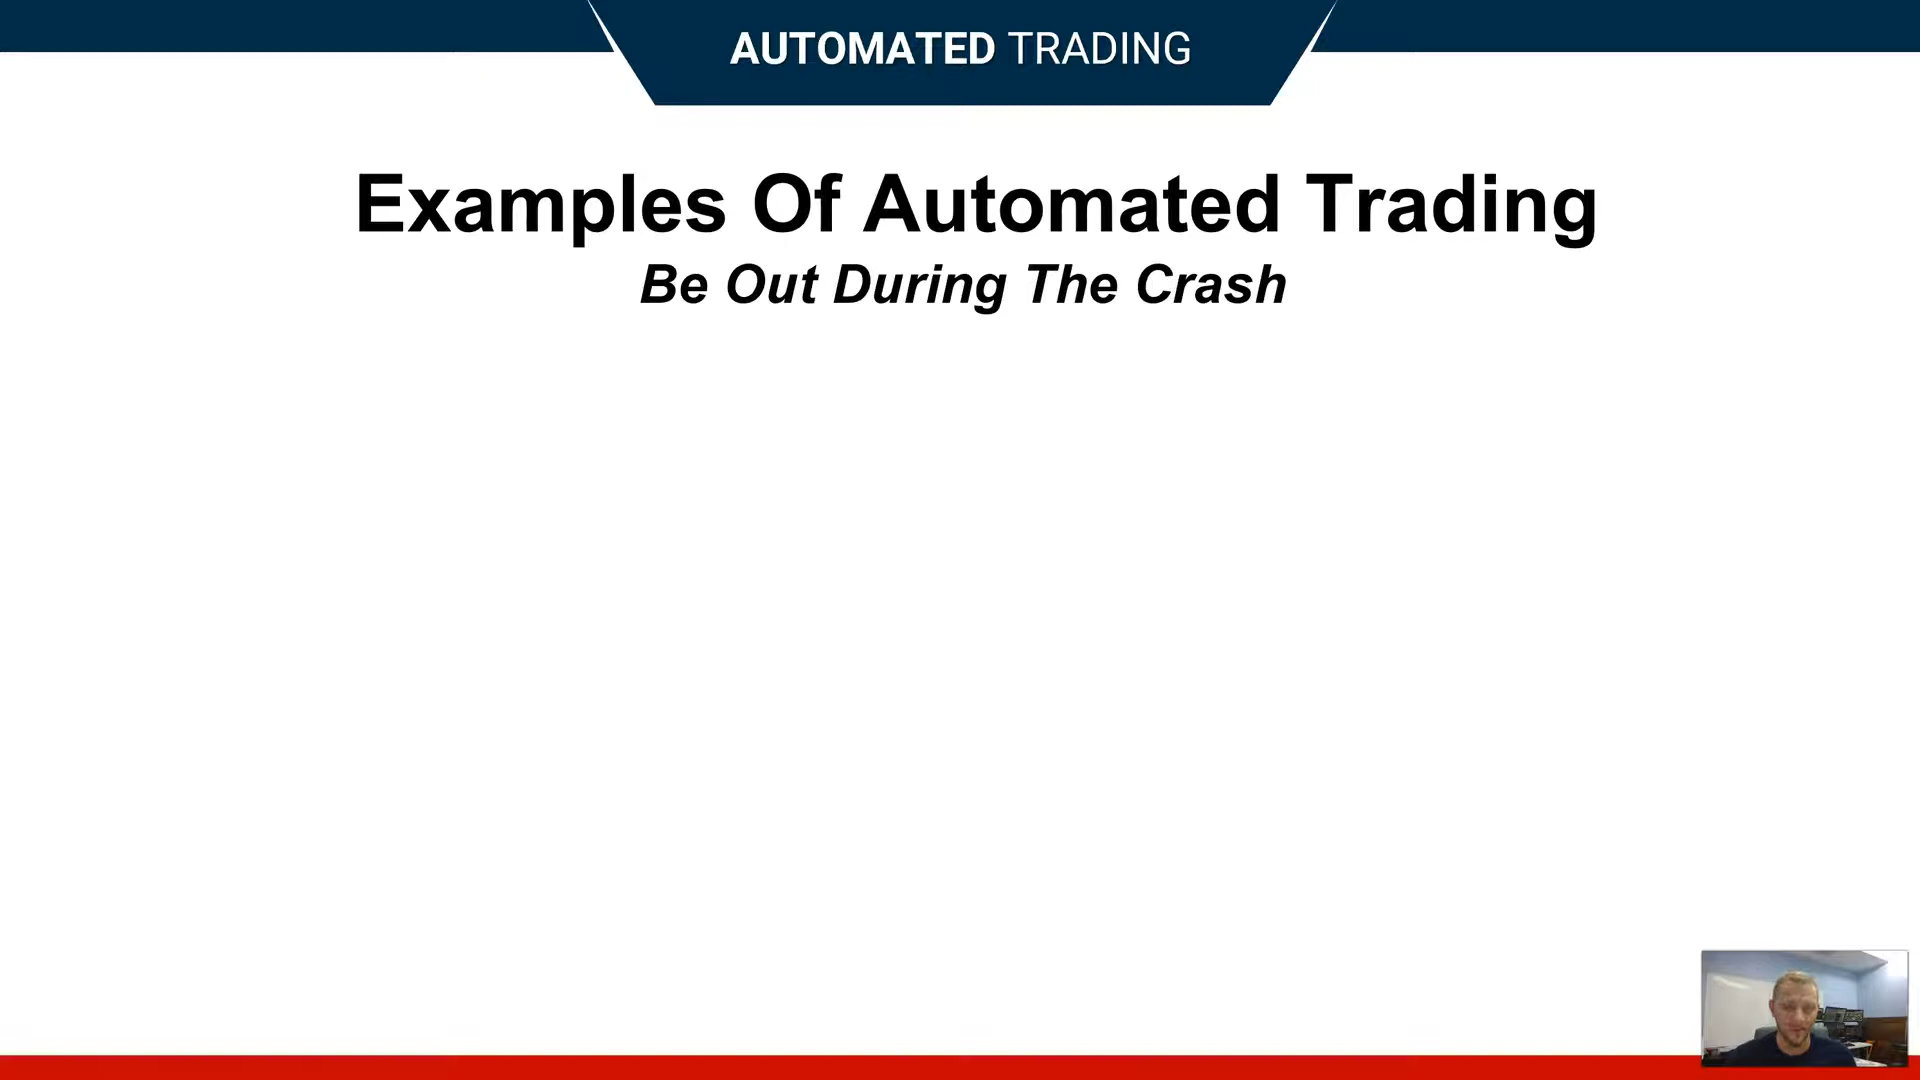 AUTOMATED TRADING
Examples Of Automated Trading
Be Out During The Crash